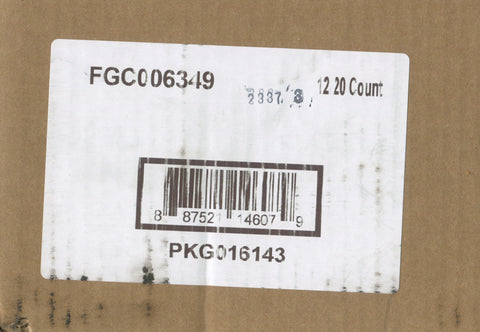 FGC006349
12 20 Count
8 87521 14607 9
PKG016143